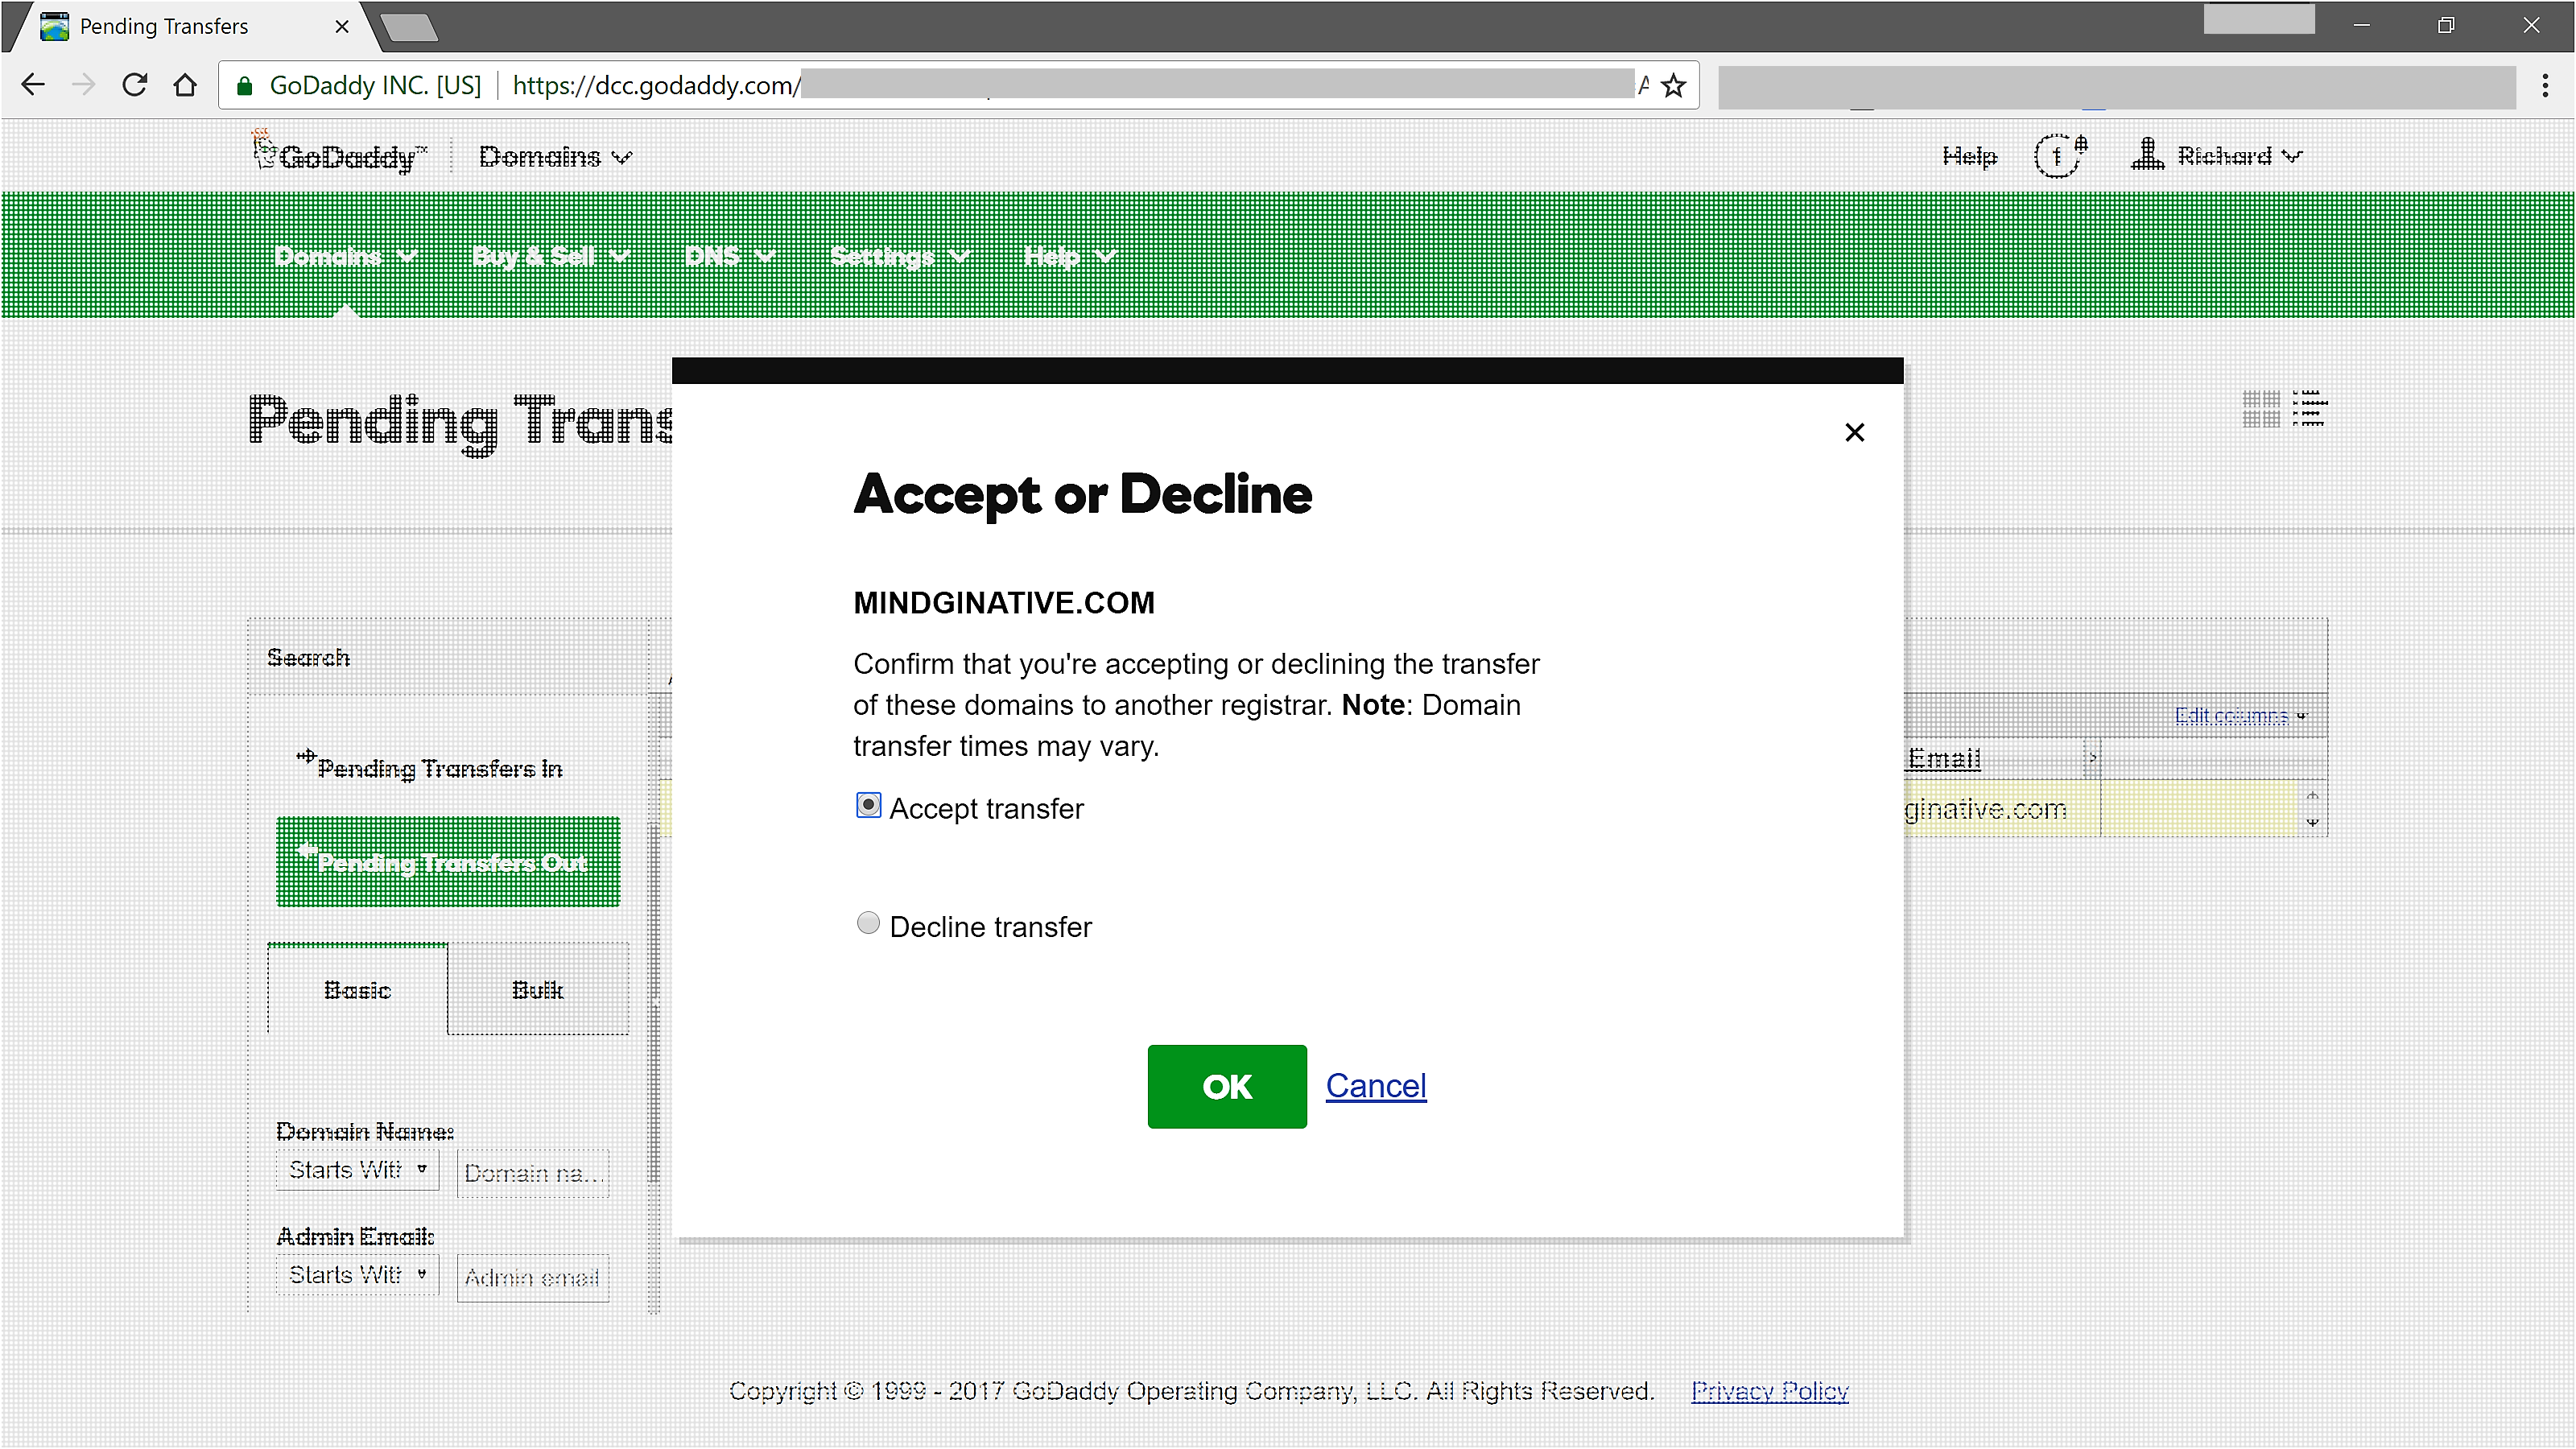 Pending Transfers
GoDaddy INC. [US] https://dcc.godaddy.com/
GoDaddy™ Domains Help Richard
Domains Buy & Sell DNS Settings Help
Pending Trans
Accept or Decline
MINDGINATIVE.COM
Confirm that you're accepting or declining the transfer
of these domains to another registrar. Note: Domain
transfer times may vary.
Accept transfer
Decline transfer
OK Cancel
Search
Pending Transfers In
Pending Transfers Out
Basic Bulk
Domain Name:
Starts With Domain na...
Admin Email:
Starts With Admin email
Edit columns
Email
ginative.com
Copyright © 1999 - 2017 GoDaddy Operating Company, LLC. All Rights Reserved. Privacy Policy